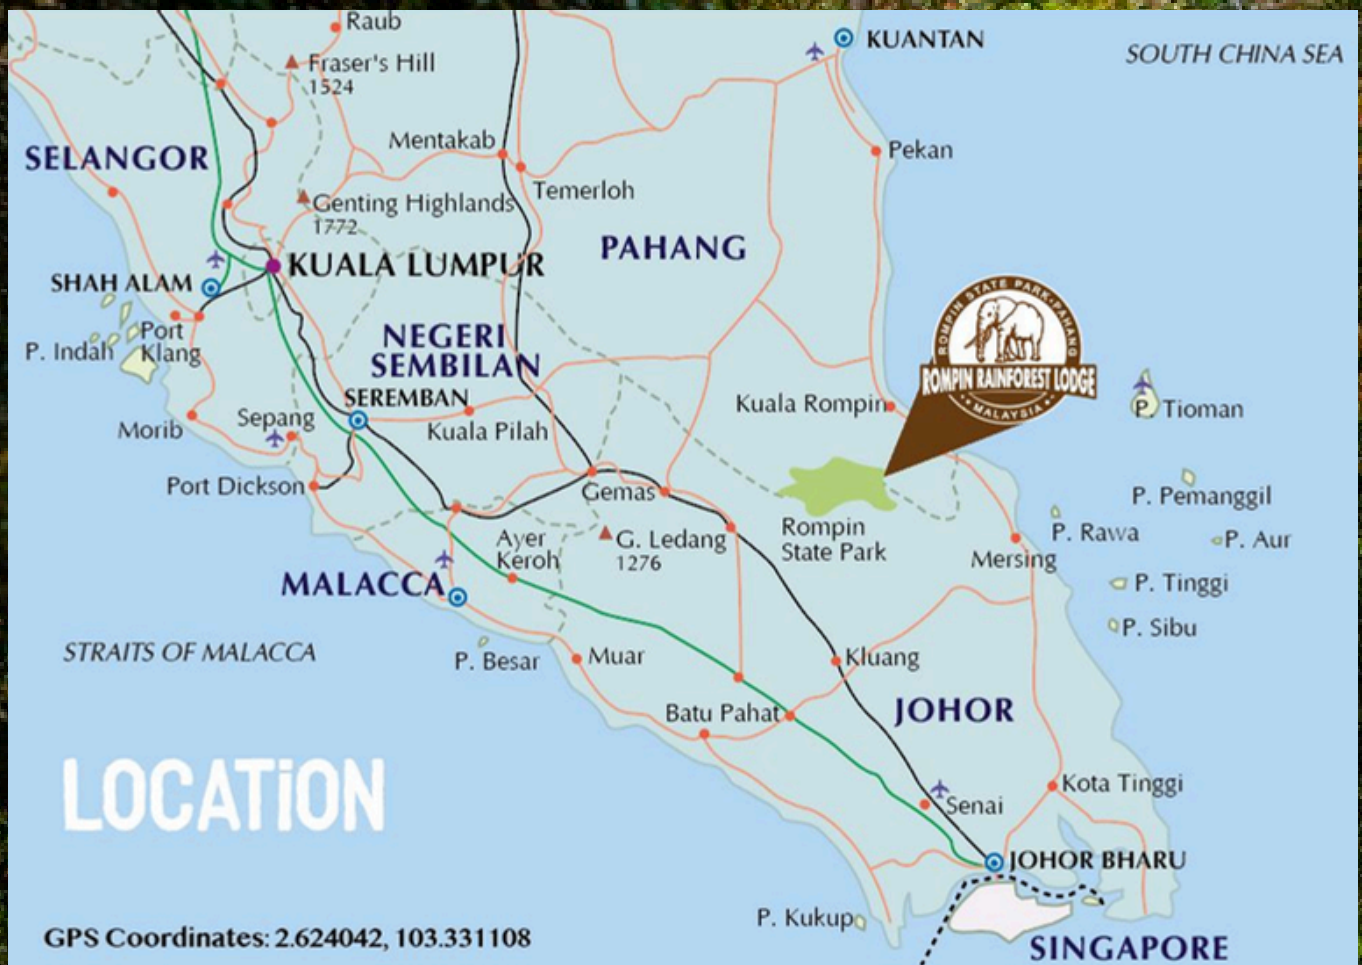 Raub
KUANTAN
SOUTH CHINA SEA
Fraser's Hill
1524
Mentakab
Pekan
SELANGOR
Temerloh
Genting Highlands
1772
PAHANG
KUALA LUMPUR
SHAH ALAM
ROMPIN STATE PARK-PAHANG
ROMPIN RAINFOREST LODGE
MALAYSIA
Port
Klang
P. Indah
NEGERI
SEMBILAN
SEREMBAN
Kuala Rompin
P. Tioman
Sepang
Morib
Kuala Pilah
Port Dickson
Gemas
P. Pemanggil
Rompin
State Park
P. Rawa
P. Aur
Ayer
Keroh
G. Ledang
1276
Mersing
MALACCA
P. Tinggi
P. Sibu
STRAITS OF MALACCA
P. Besar
Muar
Kluang
Batu Pahat
JOHOR
LOCATiON
Kota Tinggi
Senai
JOHOR BHARU
P. Kukup
GPS Coordinates: 2.624042, 103.331108
SINGAPORE